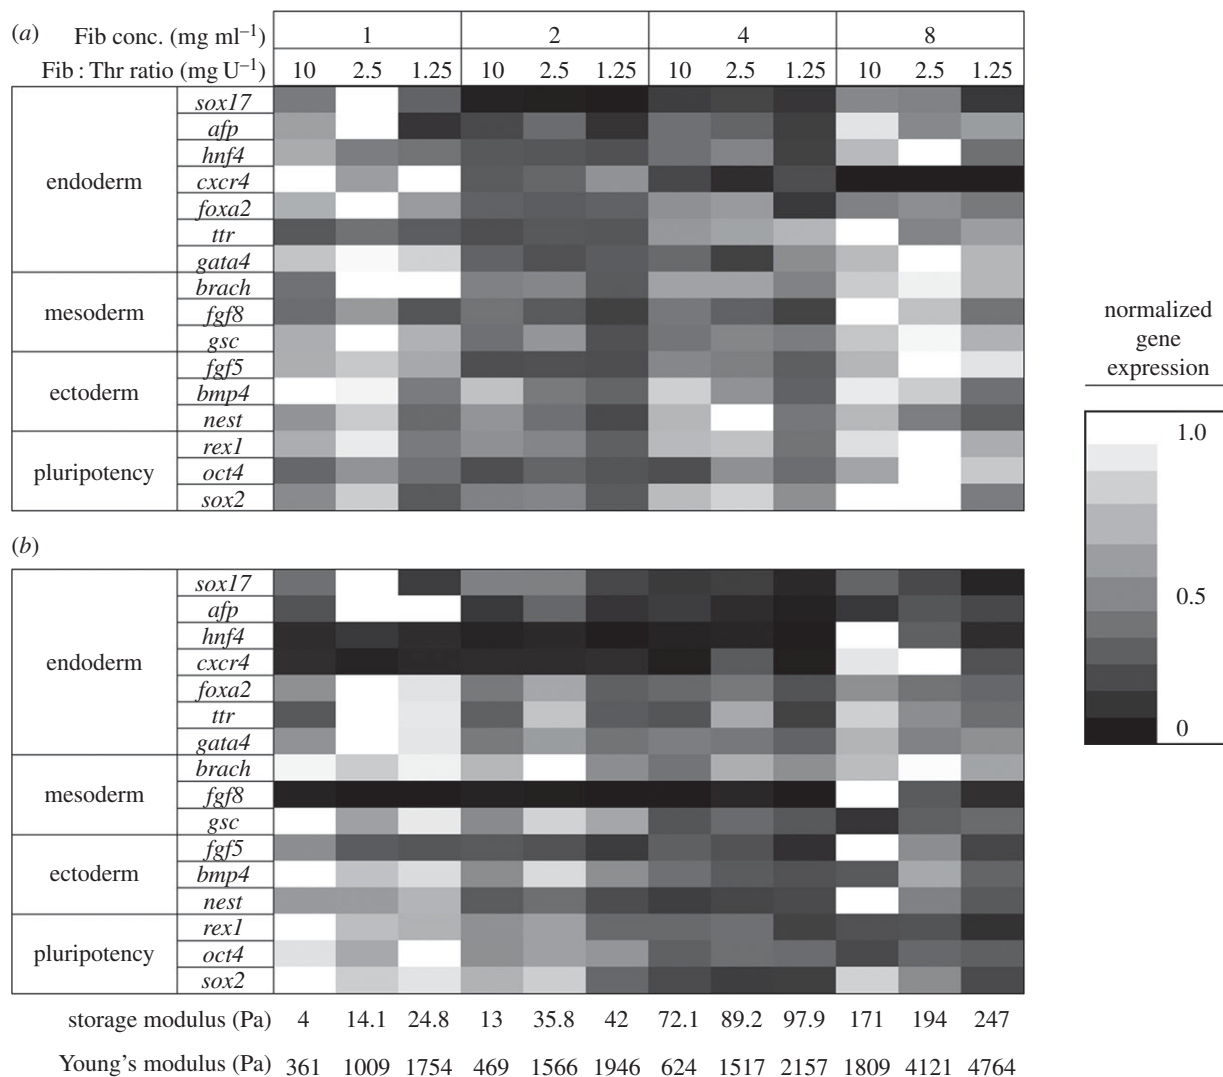 (a) Fib conc. (mg ml⁻¹) 1 2 4 8
Fib : Thr ratio (mg U⁻¹) 10 2.5 1.25 10 2.5 1.25 10 2.5 1.25 10 2.5 1.25
endoderm
sox17
afp
hnf4
cxcr4
foxa2
ttr
gata4
mesoderm
brach
fgf8
gsc
ectoderm
fgf5
bmp4
nest
pluripotency
rex1
oct4
sox2
normalized
gene
expression
1.0
0.5
0
(b)
endoderm
sox17
afp
hnf4
cxcr4
foxa2
ttr
gata4
mesoderm
brach
fgf8
gsc
ectoderm
fgf5
bmp4
nest
pluripotency
rex1
oct4
sox2
storage modulus (Pa) 4 14.1 24.8 13 35.8 42 72.1 89.2 97.9 171 194 247
Young's modulus (Pa) 361 1009 1754 469 1566 1946 624 1517 2157 1809 4121 4764